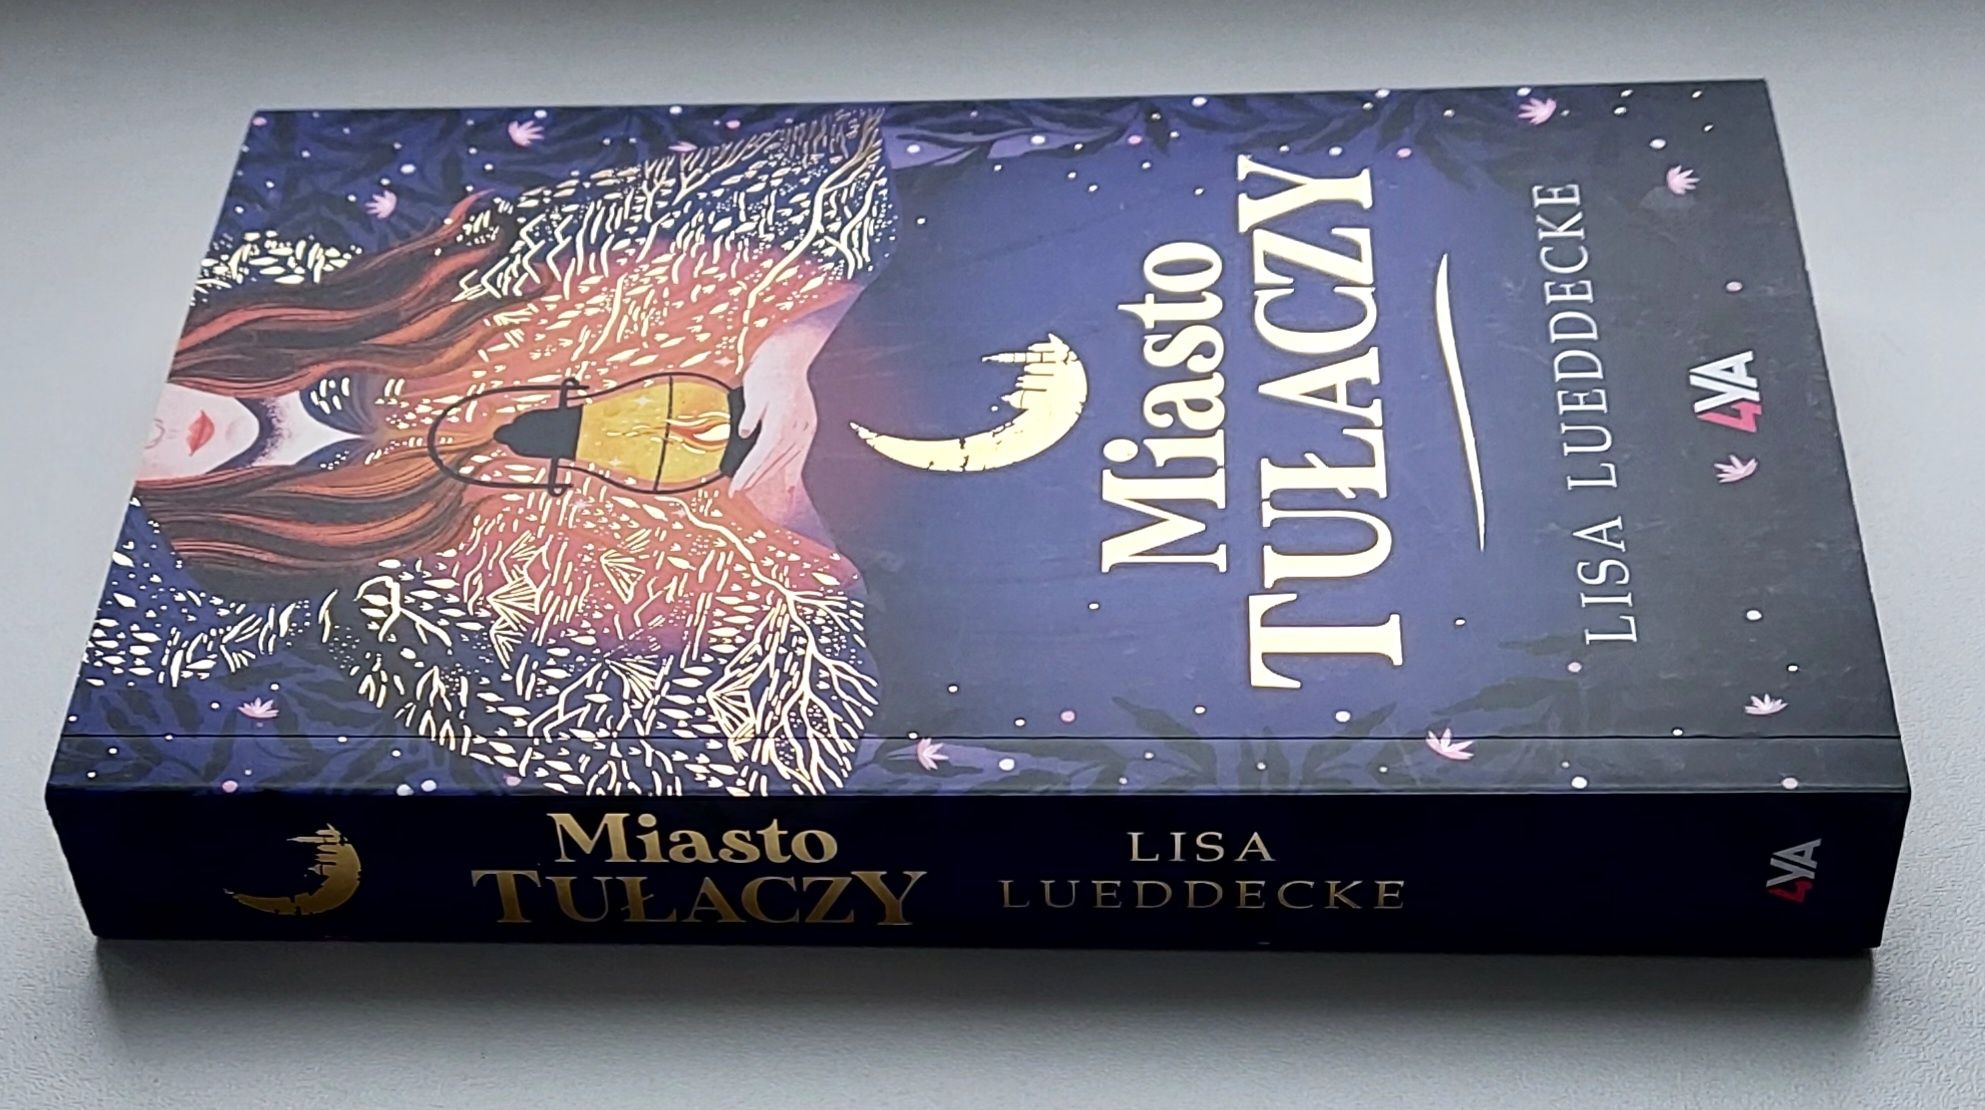 Miasto
TUŁACZY
LISA LUEDDECKE
4YA
Miasto
TUŁACZY
LISA
LUEDDECKE
4YA